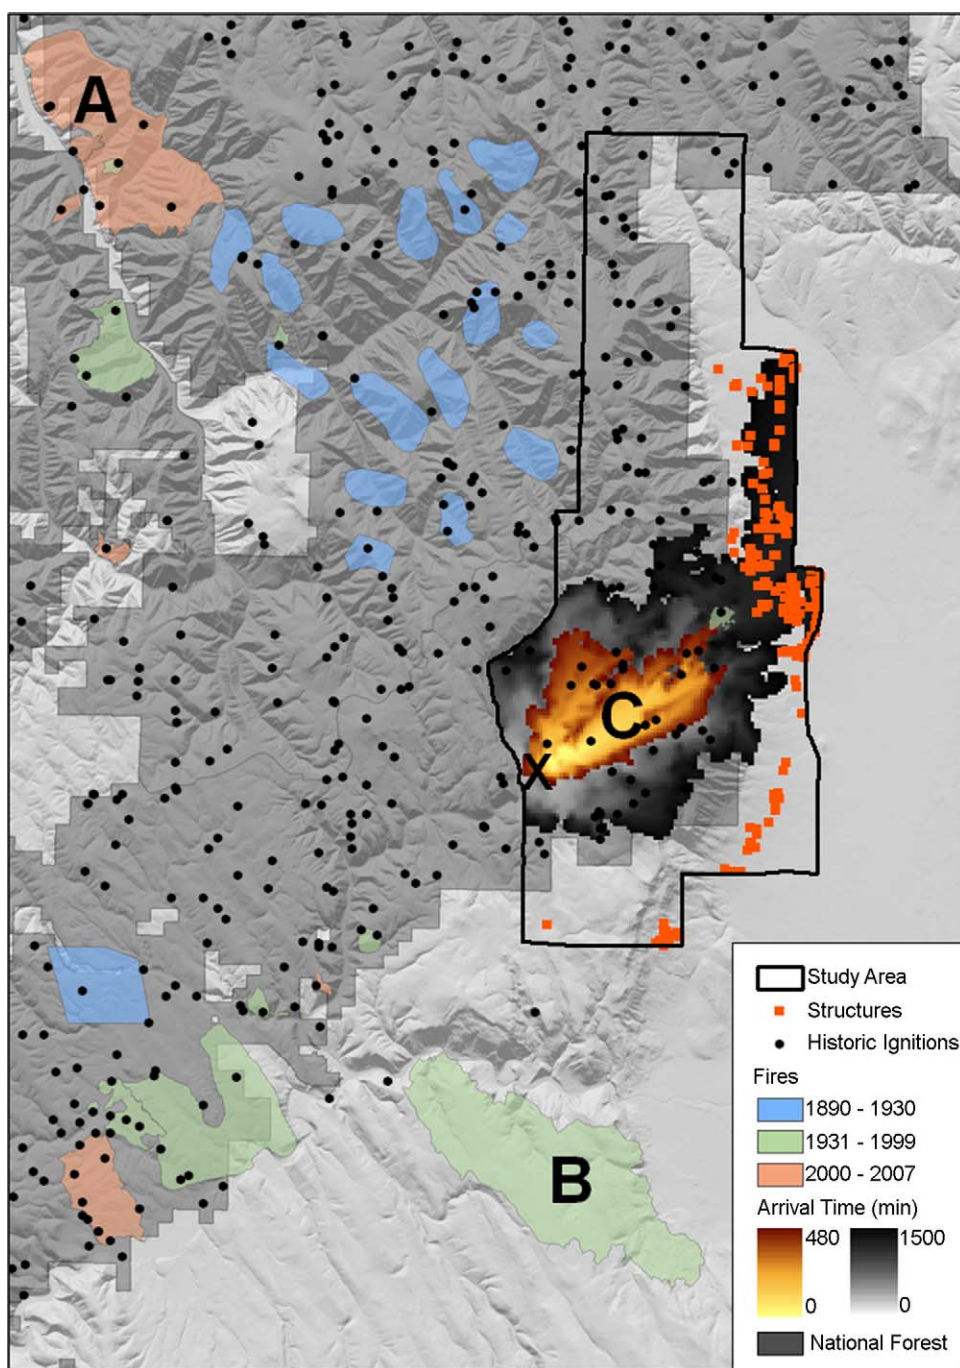 A
C
X
B
Study Area
Structures
Historic Ignitions
Fires
1890 - 1930
1931 - 1999
2000 - 2007
Arrival Time (min)
480 1500
0 0
National Forest